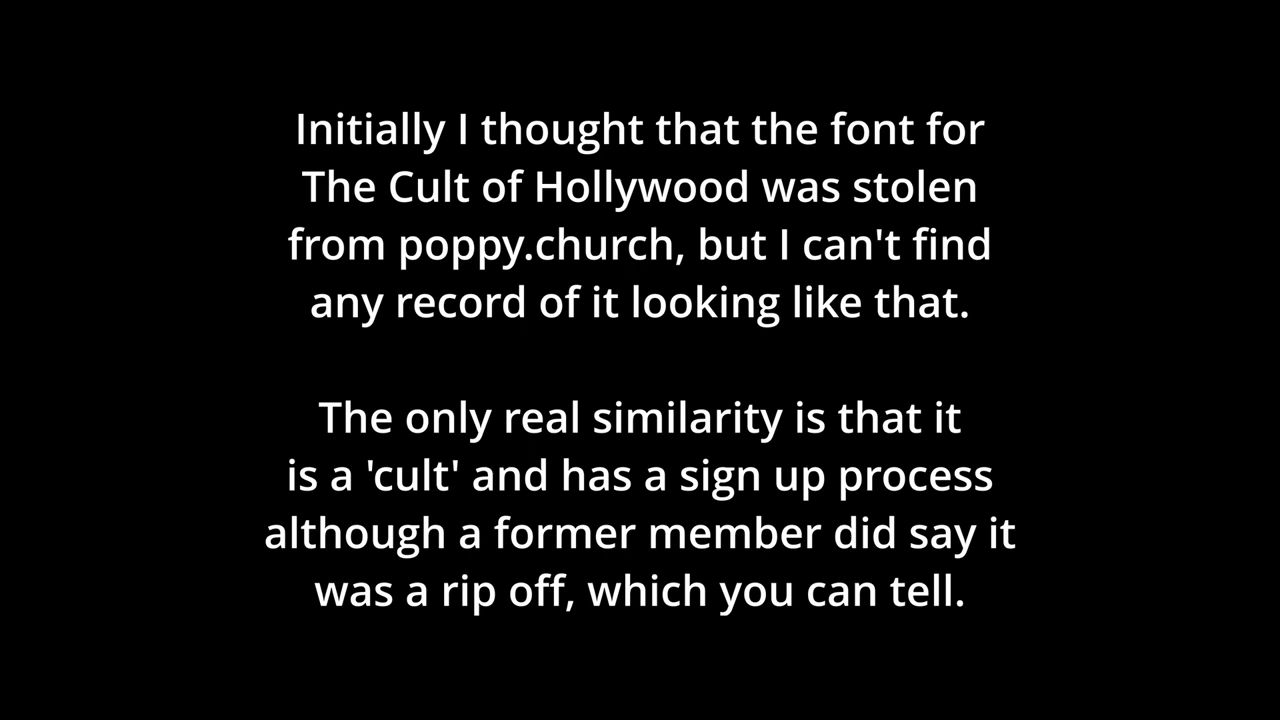 Initially I thought that the font for
The Cult of Hollywood was stolen
from poppy.church, but I can't find
any record of it looking like that.
The only real similarity is that it
is a 'cult' and has a sign up process
although a former member did say it
was a rip off, which you can tell.